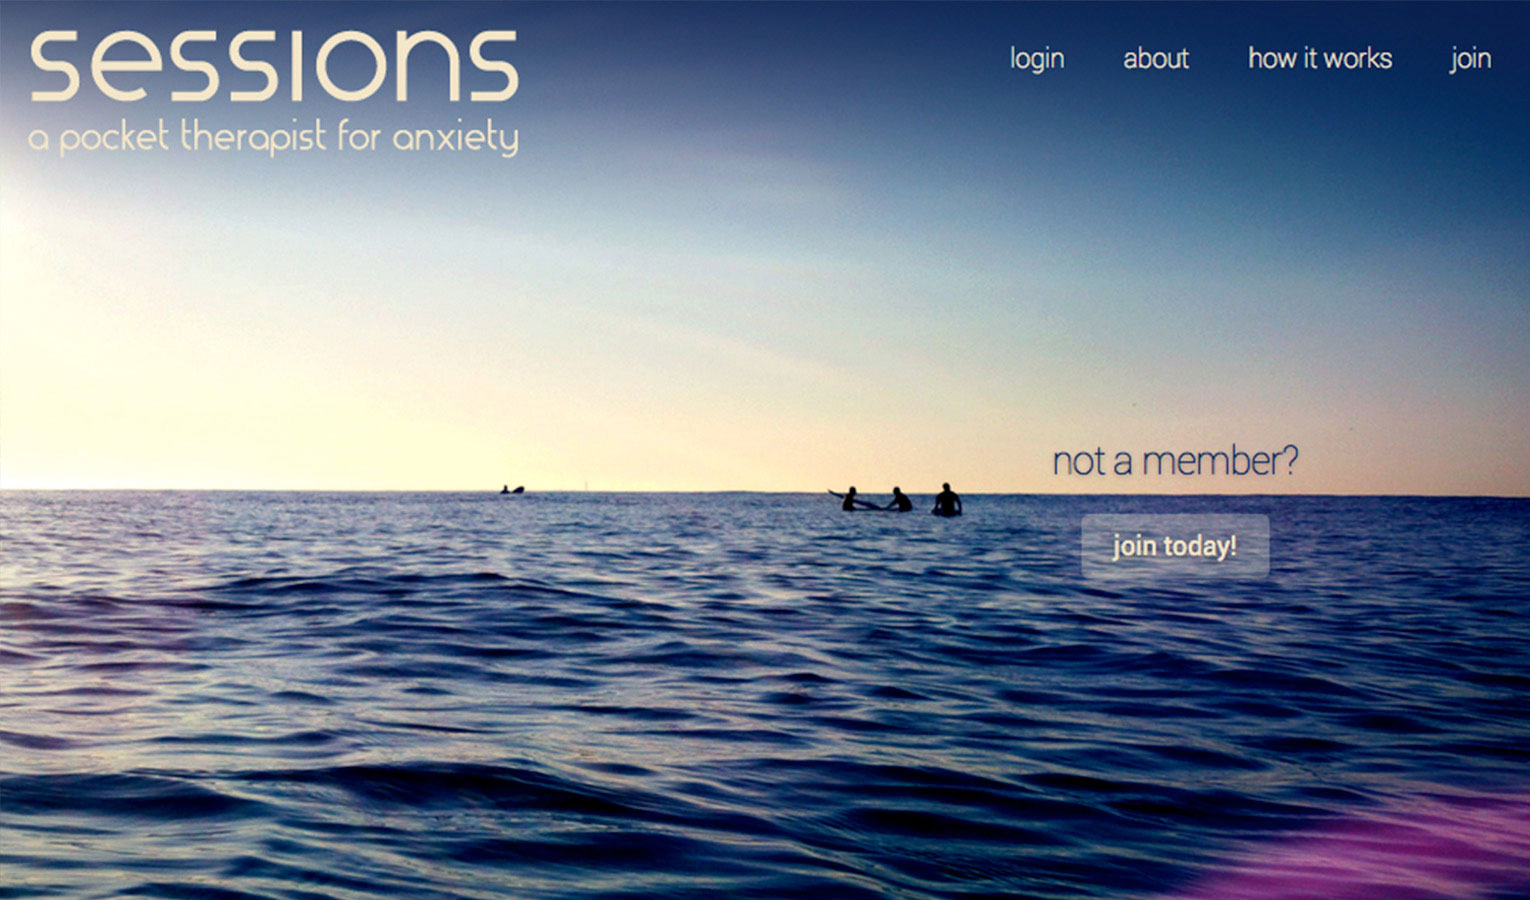 sessions
a pocket therapist for anxiety
login about how it works join
not a member?
join today!